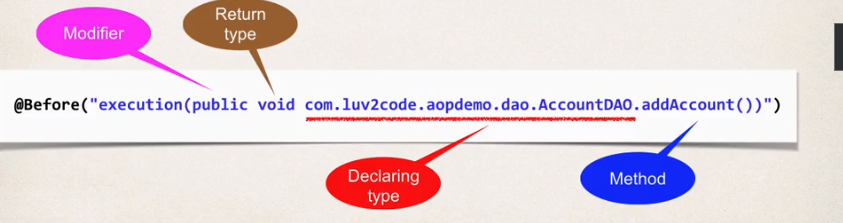 Modifier
Return
type
@Before("execution(public void com.luv2code.aopdemo.dao.AccountDAO.addAccount())")
Declaring
type
Method